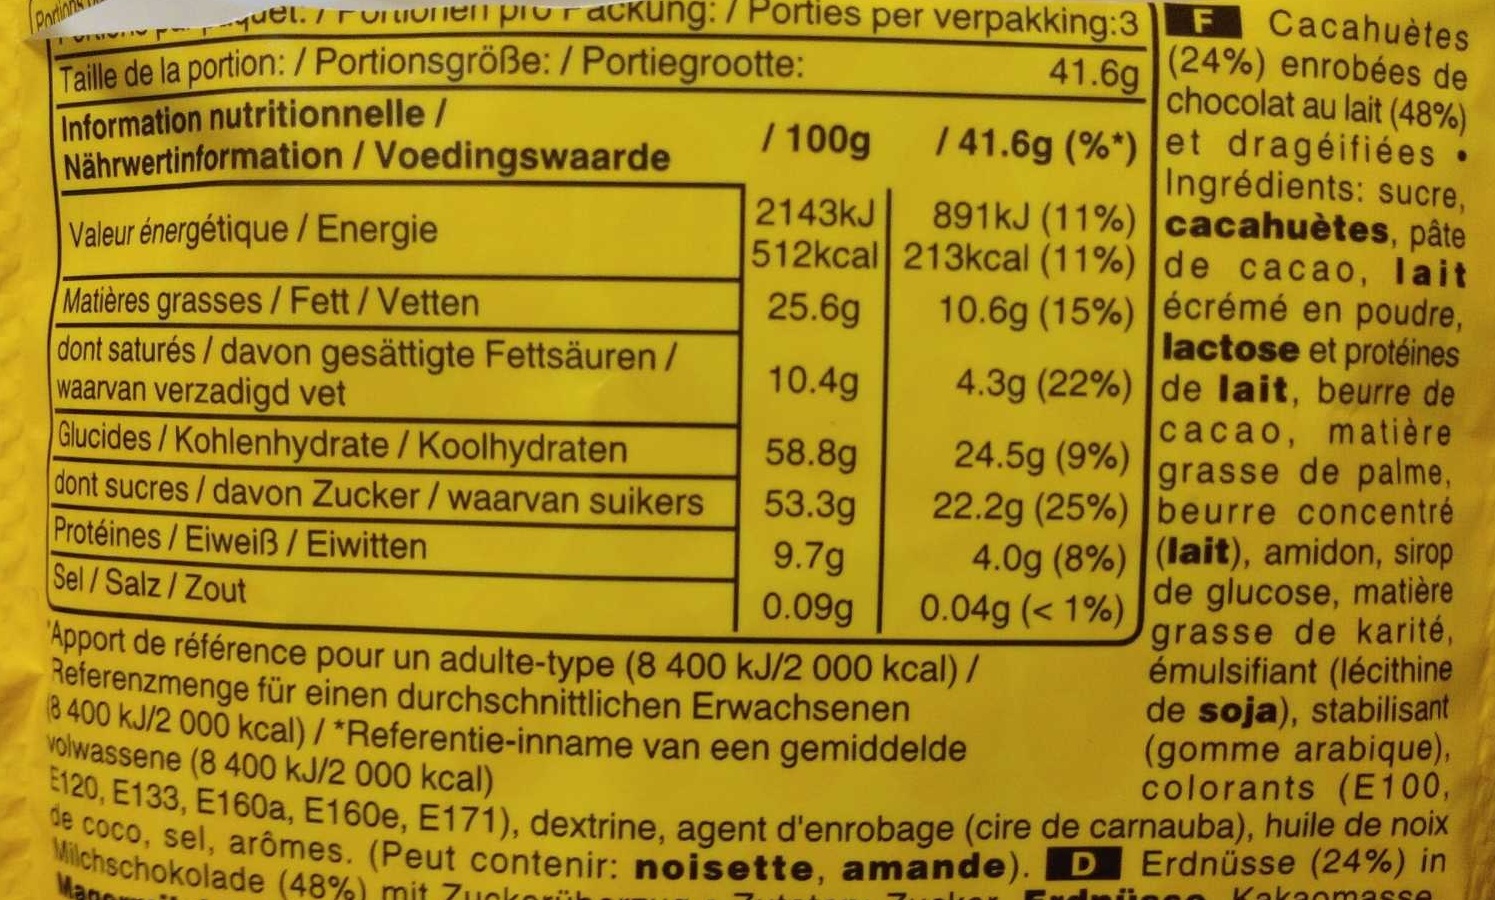 Portions
Portionen pro Packung: / Porties per verpakking:3
Taille de la portion: / Portionsgröße: / Portiegrootte: 41.6g
Information nutritionnelle /
Nährwertinformation / Voedingswaarde / 100g / 41.6g (%*)
Valeur énergétique / Energie 2143kJ 891kJ (11%)
512kcal 213kcal (11%)
Matières grasses / Fett / Vetten 25.6g 10.6g (15%)
dont saturés / davon gesättigte Fettsäuren /
waarvan verzadigd vet 10.4g 4.3g (22%)
Glucides / Kohlenhydrate / Koolhydraten 58.8g 24.5g (9%)
dont sucres / davon Zucker / waarvan suikers 53.3g 22.2g (25%)
Protéines / Eiweiß / Eiwitten 9.7g 4.0g (8%)
Sel / Salz / Zout 0.09g 0.04g (< 1%)
*Apport de référence pour un adulte-type (8 400 kJ/2 000 kcal) /
Referenzmenge für einen durchschnittlichen Erwachsenen
(8 400 kJ/2 000 kcal) / *Referentie-inname van een gemiddelde
volwassene (8 400 kJ/2 000 kcal)
F Cacahuètes
(24%) enrobées de
chocolat au lait (48%)
et dragéifiées •
Ingrédients: sucre,
cacahuètes, pâte
de cacao, lait
écrémé en poudre,
lactose et protéines
de lait, beurre de
cacao, matière
grasse de palme,
beurre concentré
(lait), amidon, sirop
de glucose, matière
grasse de karité,
émulsifiant (lécithine
de soja), stabilisant
(gomme arabique),
colorants (E100,
E120, E133, E160a, E160e, E171), dextrine, agent d'enrobage (cire de carnauba), huile de noix
de coco, sel, arômes. (Peut contenir: noisette, amande). D Erdnüsse (24%) in
Milchschokolade (48%) mit